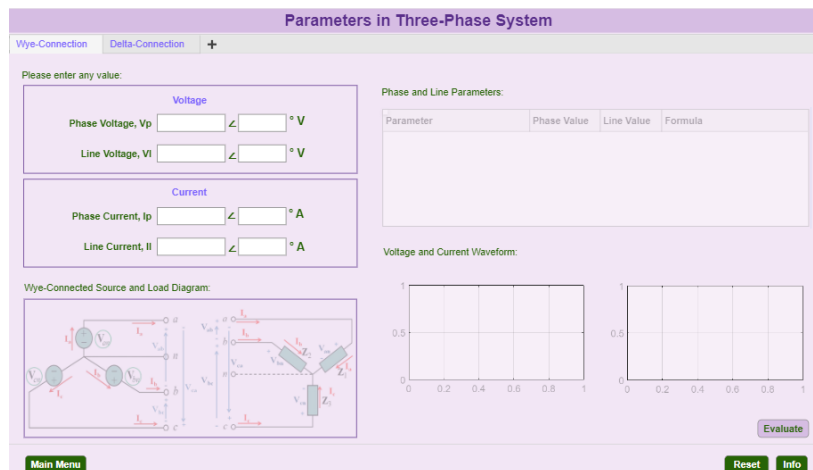 Parameters in Three-Phase System
Wye-Connection Delta-Connection +
Please enter any value:
Voltage
Phase Voltage, Vp ∠ ° V
Line Voltage, Vl ∠ ° V
Current
Phase Current, Ip ∠ ° A
Line Current, Il ∠ ° A
Wye-Connected Source and Load Diagram:
Phase and Line Parameters:
Parameter Phase Value Line Value Formula
Voltage and Current Waveform:
1
0.5
0
0 0.2 0.4 0.6 0.8 1
1
0.5
0
0 0.2 0.4 0.6 0.8 1
Evaluate
Main Menu Reset Info